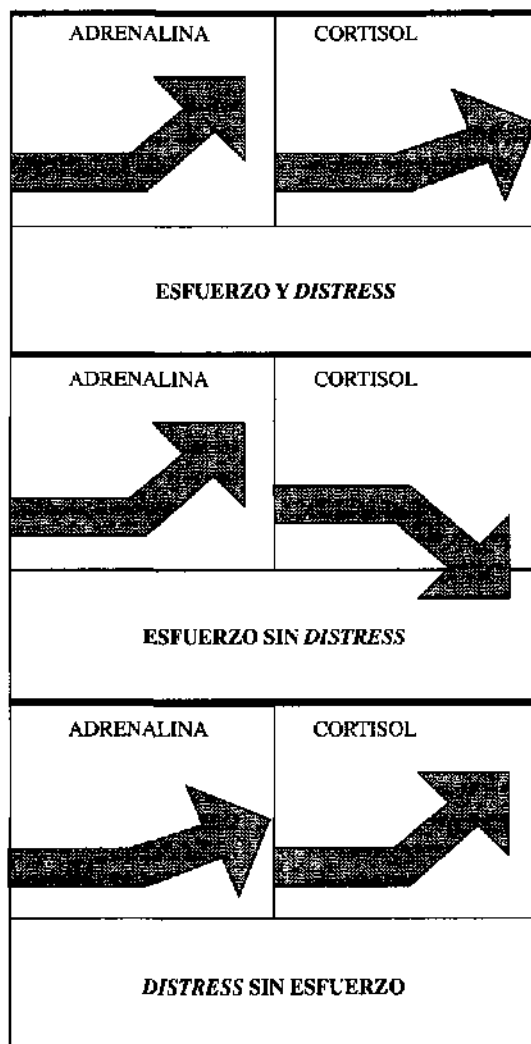 ADRENALINA CORTISOL
ESFUERZO Y DISTRESS
ADRENALINA CORTISOL
ESFUERZO SIN DISTRESS
ADRENALINA CORTISOL
DISTRESS SIN ESFUERZO